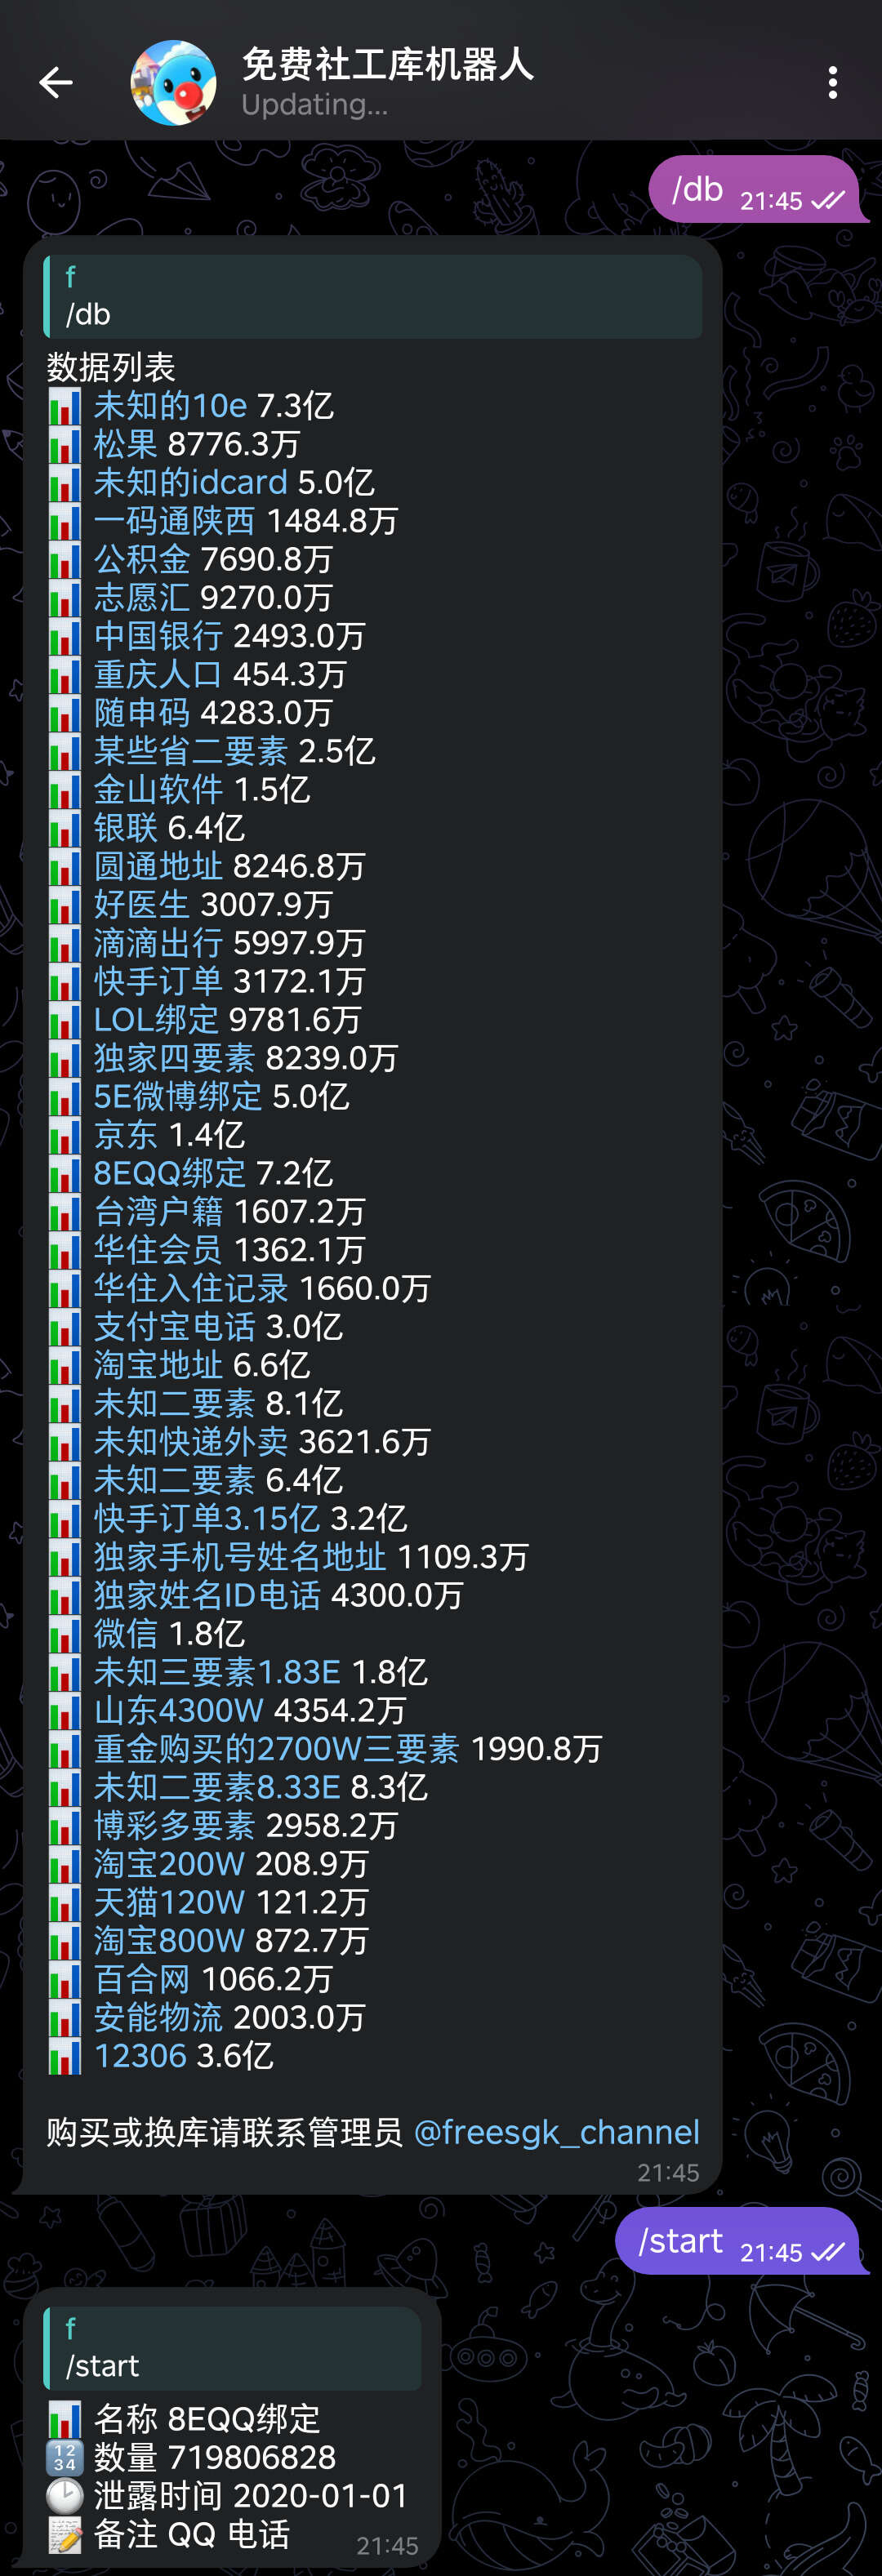 免费社工库机器人
Updating...
/db 21:45
f
/db
数据列表
未知的10e 7.3亿
松果 8776.3万
未知的idcard 5.0亿
一码通陕西 1484.8万
公积金 7690.8万
志愿汇 9270.0万
中国银行 2493.0万
重庆人口 454.3万
随申码 4283.0万
某些省二要素 2.5亿
金山软件 1.5亿
银联 6.4亿
圆通地址 8246.8万
好医生 3007.9万
滴滴出行 5997.9万
快手订单 3172.1万
LOL绑定 9781.6万
独家四要素 8239.0万
5E微博绑定 5.0亿
京东 1.4亿
8EQQ绑定 7.2亿
台湾户籍 1607.2万
华住会员 1362.1万
华住入住记录 1660.0万
支付宝电话 3.0亿
淘宝地址 6.6亿
未知二要素 8.1亿
未知快递外卖 3621.6万
未知二要素 6.4亿
快手订单3.15亿 3.2亿
独家手机号姓名地址 1109.3万
独家姓名ID电话 4300.0万
微信 1.8亿
未知三要素1.83E 1.8亿
山东4300W 4354.2万
重金购买的2700W三要素 1990.8万
未知二要素8.33E 8.3亿
博彩多要素 2958.2万
淘宝200W 208.9万
天猫120W 121.2万
淘宝800W 872.7万
百合网 1066.2万
安能物流 2003.0万
12306 3.6亿
购买或换库请联系管理员 @freesgk_channel
21:45
/start 21:45
f
/start
名称 8EQQ绑定
数量 719806828
泄露时间 2020-01-01
备注 QQ 电话 21:45